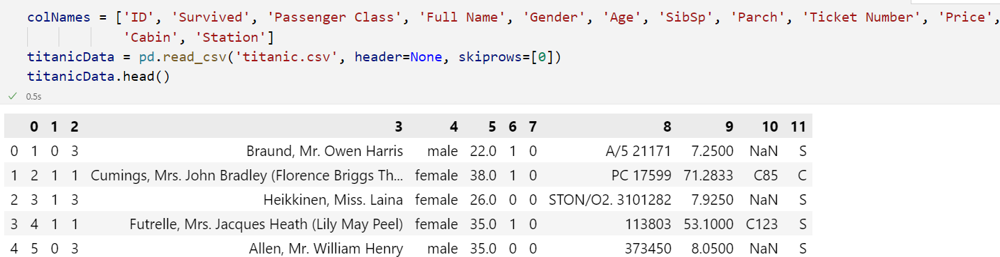 colNames = ['ID', 'Survived', 'Passenger Class', 'Full Name', 'Gender', 'Age', 'SibSp', 'Parch', 'Ticket Number', 'Price',
'Cabin', 'Station']
titanicData = pd.read_csv('titanic.csv', header=None, skiprows=[0])
titanicData.head()
0.5s
0 1 2 3 4 5 6 7 8 9 10 11
0 1 0 3 Braund, Mr. Owen Harris male 22.0 1 0 A/5 21171 7.2500 NaN S
1 2 1 1 Cumings, Mrs. John Bradley (Florence Briggs Th... female 38.0 1 0 PC 17599 71.2833 C85 C
2 3 1 3 Heikkinen, Miss. Laina female 26.0 0 0 STON/O2. 3101282 7.9250 NaN S
3 4 1 1 Futrelle, Mrs. Jacques Heath (Lily May Peel) female 35.0 1 0 113803 53.1000 C123 S
4 5 0 3 Allen, Mr. William Henry male 35.0 0 0 373450 8.0500 NaN S